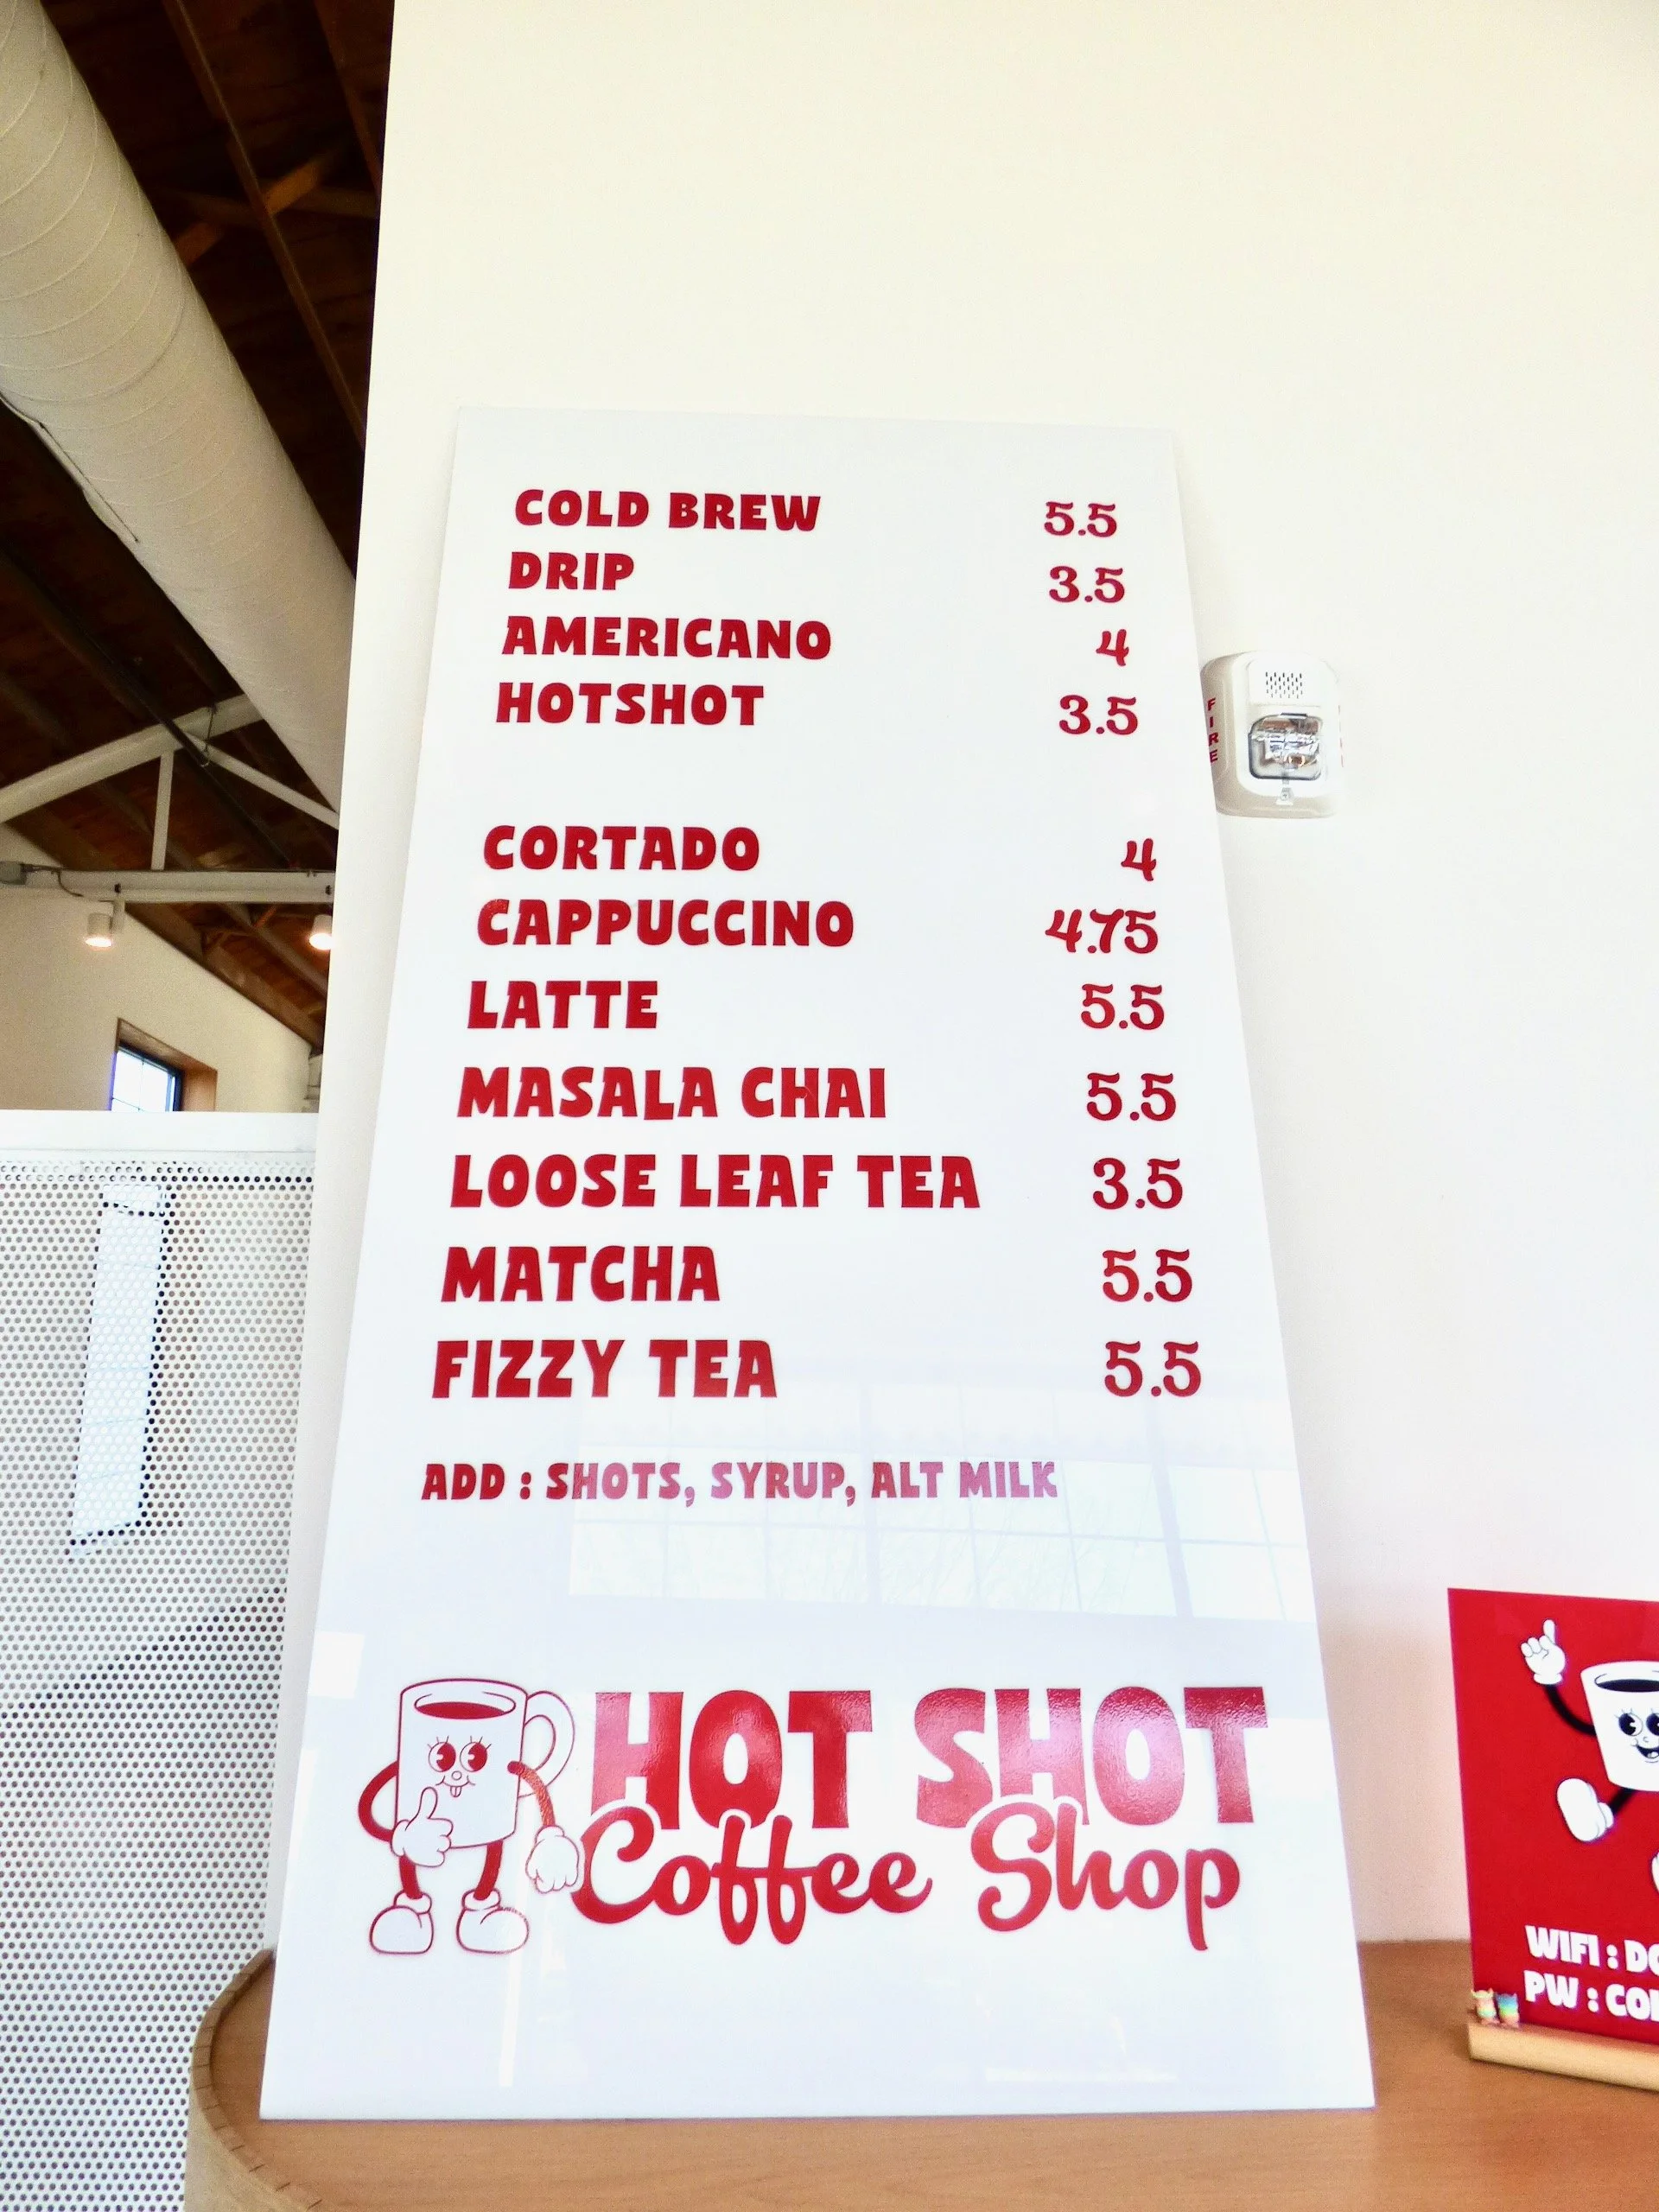 COLD BREW 5.5
DRIP 3.5
AMERICANO 4
HOTSHOT 3.5
CORTADO 4
CAPPUCCINO 4.75
LATTE 5.5
MASALA CHAI 5.5
LOOSE LEAF TEA 3.5
MATCHA 5.5
FIZZY TEA 5.5
ADD : SHOTS, SYRUP, ALT MILK
HOT SHOT
Coffee Shop
FIRE
WIFI :
PW :